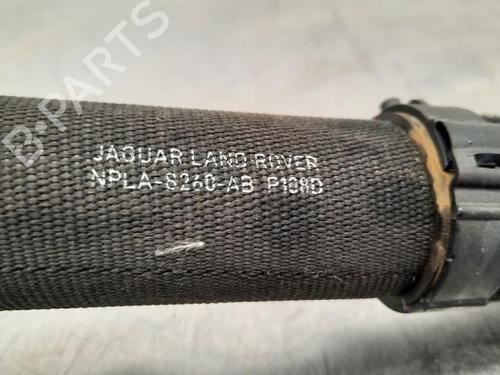 B-PARTS
JAGUAR LAND ROVER
NPLA-8260-AB P108D